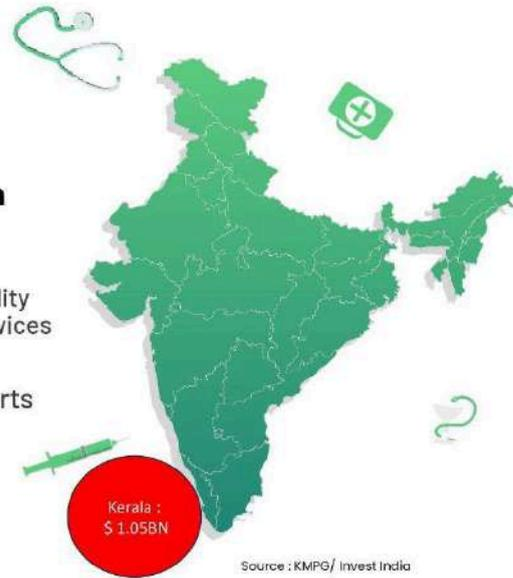 lity
vices
rts
Kerala :
$ 1.05BN
Source : KMPG/ Invest India